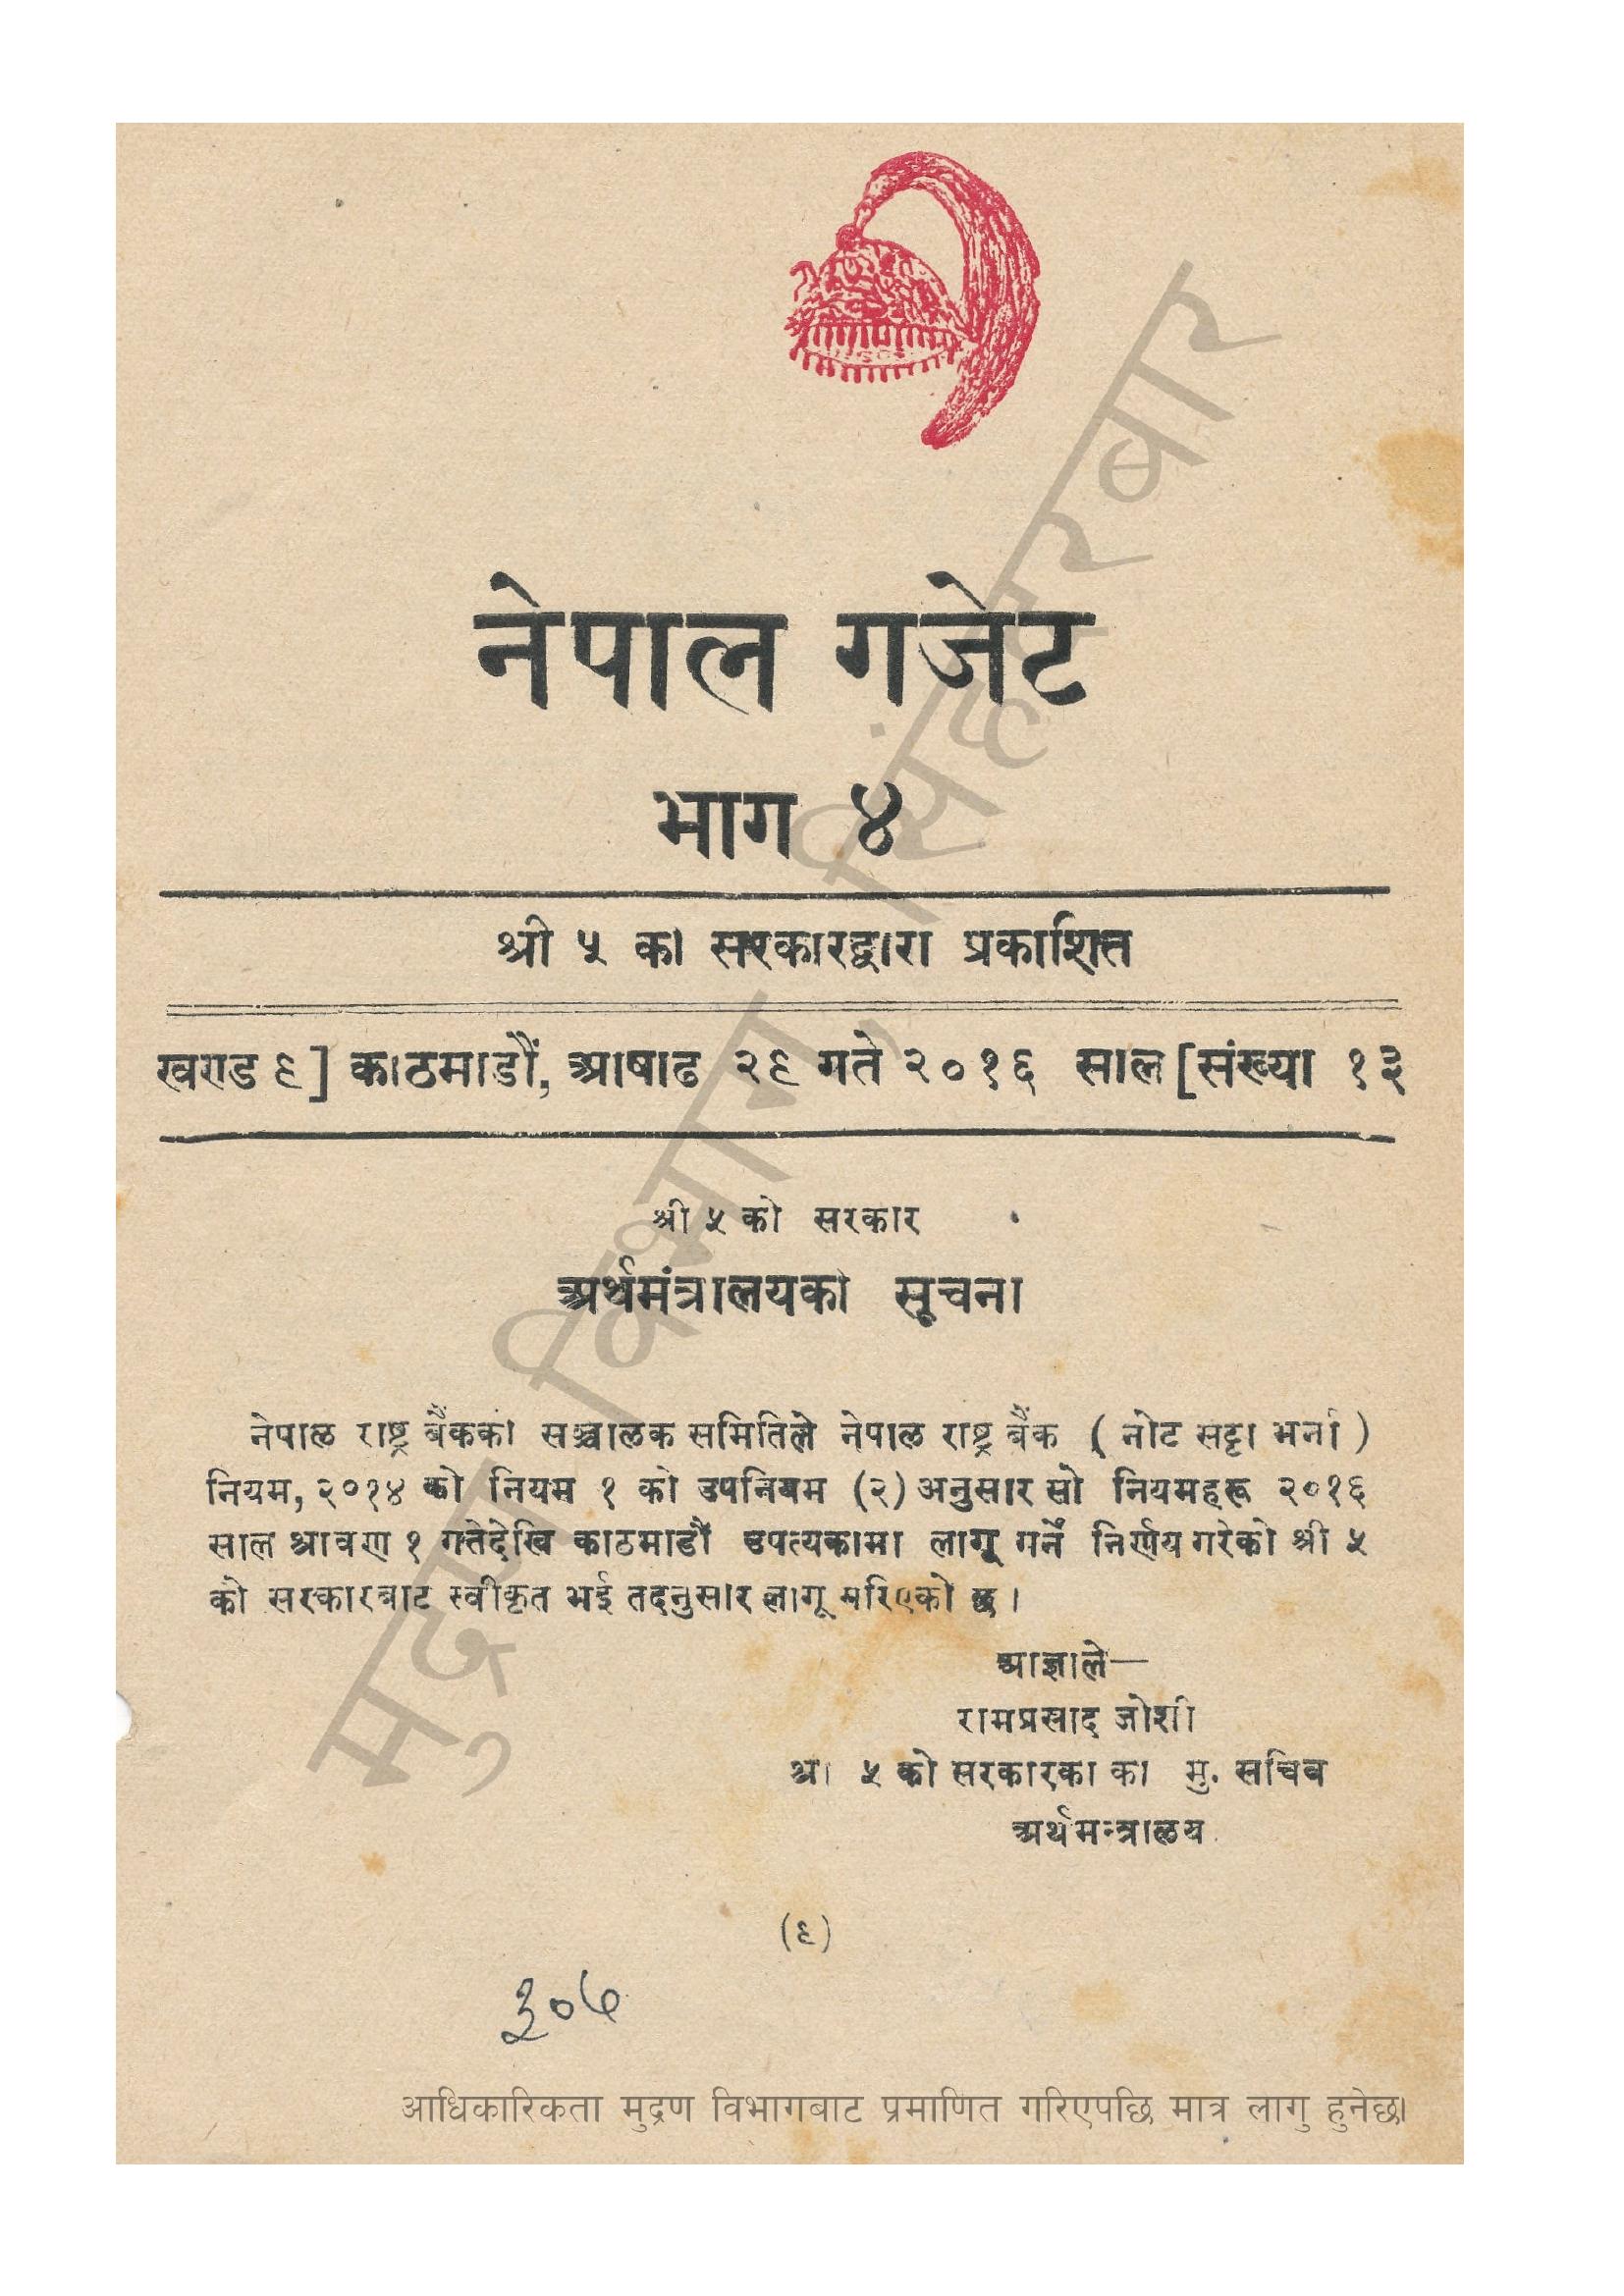 नेपाल गजेट
भाग ४
श्री ५ को सरकारद्वारा प्रकाशित
खण्ड ९] काठमाडौं, आषाढ २९ गते २०१६ साल [संख्या १३
श्री ५ को सरकार
अर्थमंत्रालयको सूचना
नेपाल राष्ट्र बैंकका सञ्चालक समितिले नेपाल राष्ट्र बैंक ( नोट सट्टा भर्ना )
नियम, २०१४ को नियम १ को उपनियम (२) अनुसार सो नियमहरू २०१६
साल श्रावण १ गतेदेखि काठमाडौं उपत्यकामा लागू गर्ने निर्णय गरेको श्री ५
को सरकारबाट स्वीकृत भई तदनुसार लागू गरिएको छ ।
आज्ञाले—
रामप्रसाद जोशी
श्री ५ को सरकारका का मु. सचिव
अर्थमन्त्रालय
(९)
३०५
आधिकारिकता मुद्रण विभागबाट प्रमाणित गरिएपछि मात्र लागु हुनेछ।
मुद्रण विभाग, सिंहदरबार